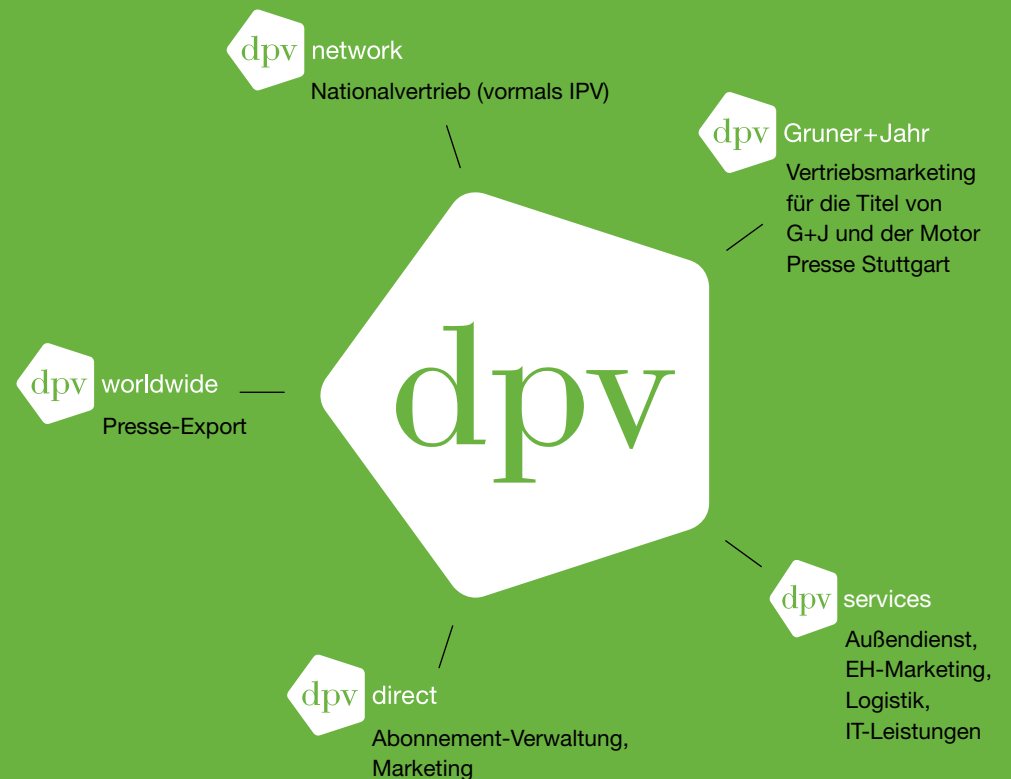 dpv network
Nationalvertrieb (vormals IPV)
dpv Gruner+Jahr
Vertriebsmarketing
für die Titel von
G+J und der Motor
Presse Stuttgart
dpv
dpv worldwide
Presse-Export
dpv services
Außendienst,
EH-Marketing,
Logistik,
IT-Leistungen
dpv direct
Abonnement-Verwaltung,
Marketing